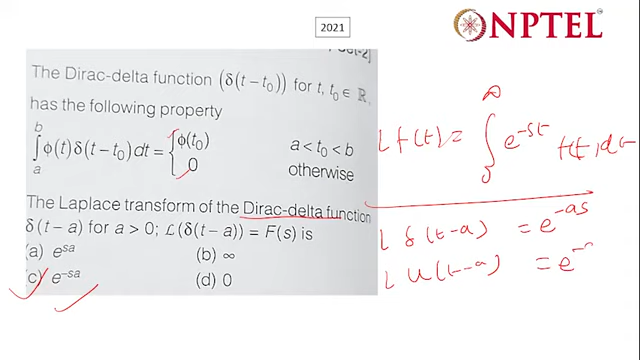 2021
NPTEL
The Dirac-delta function (δ(t−t₀)) for t, t₀ ∈ ℝ,
has the following property
∫ₐᵇ φ(t)δ(t−t₀)dt = { φ(t₀) a < t₀ < b
0 otherwise
The Laplace transform of the Dirac-delta function
δ(t−a) for a > 0; ℒ(δ(t−a)) = F(s) is
(a) e^{sa} (b) ∞
(c) e^{−sa} (d) 0
L f(t) = ∫₀^∞ e^{−st} f(t) dt
L δ(t−a) = e^{−as}
L u(t−a) = e^−